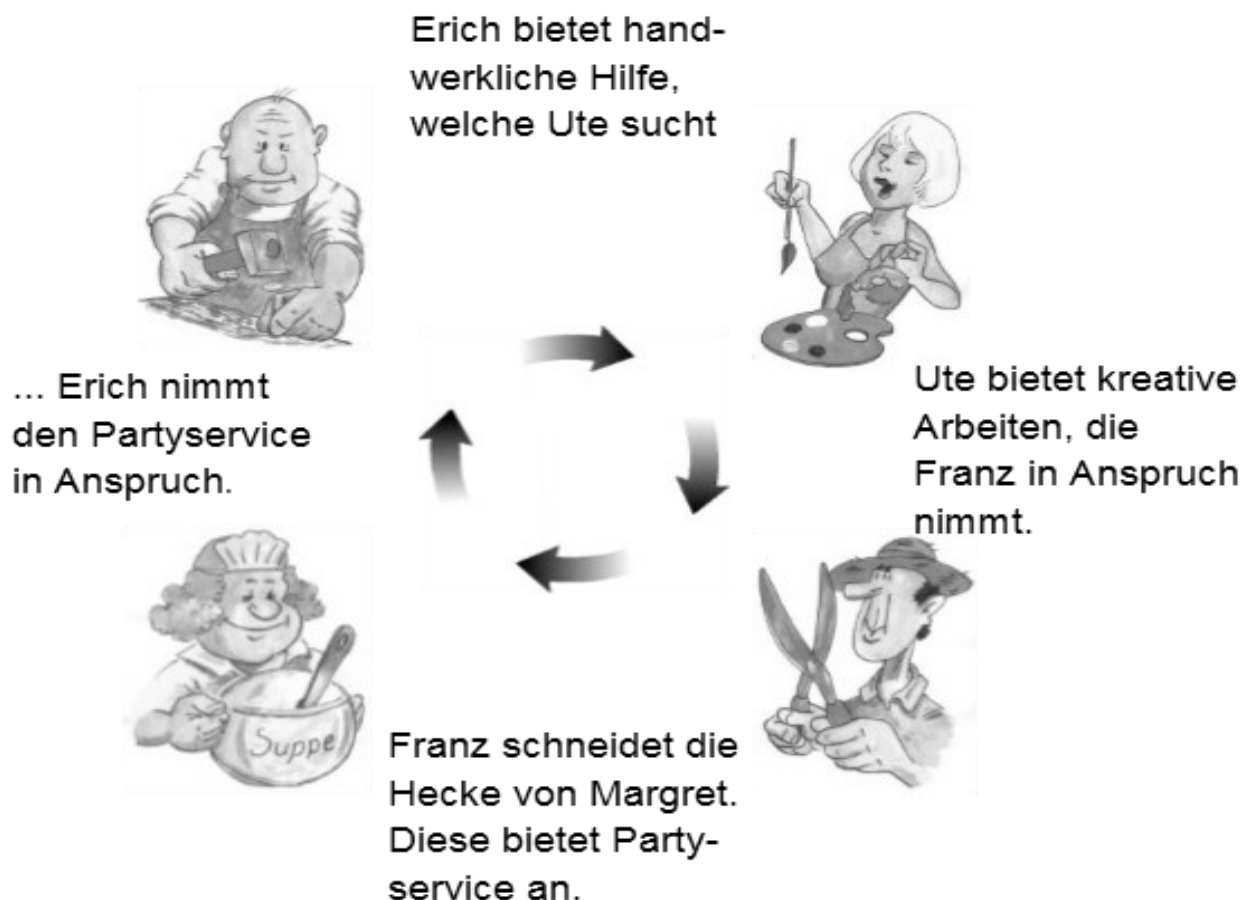 Erich bietet hand-
werkliche Hilfe,
welche Ute sucht
Ute bietet kreative
Arbeiten, die
Franz in Anspruch
nimmt.
Franz schneidet die
Hecke von Margret.
Diese bietet Party-
service an.
Suppe
... Erich nimmt
den Partyservice
in Anspruch.